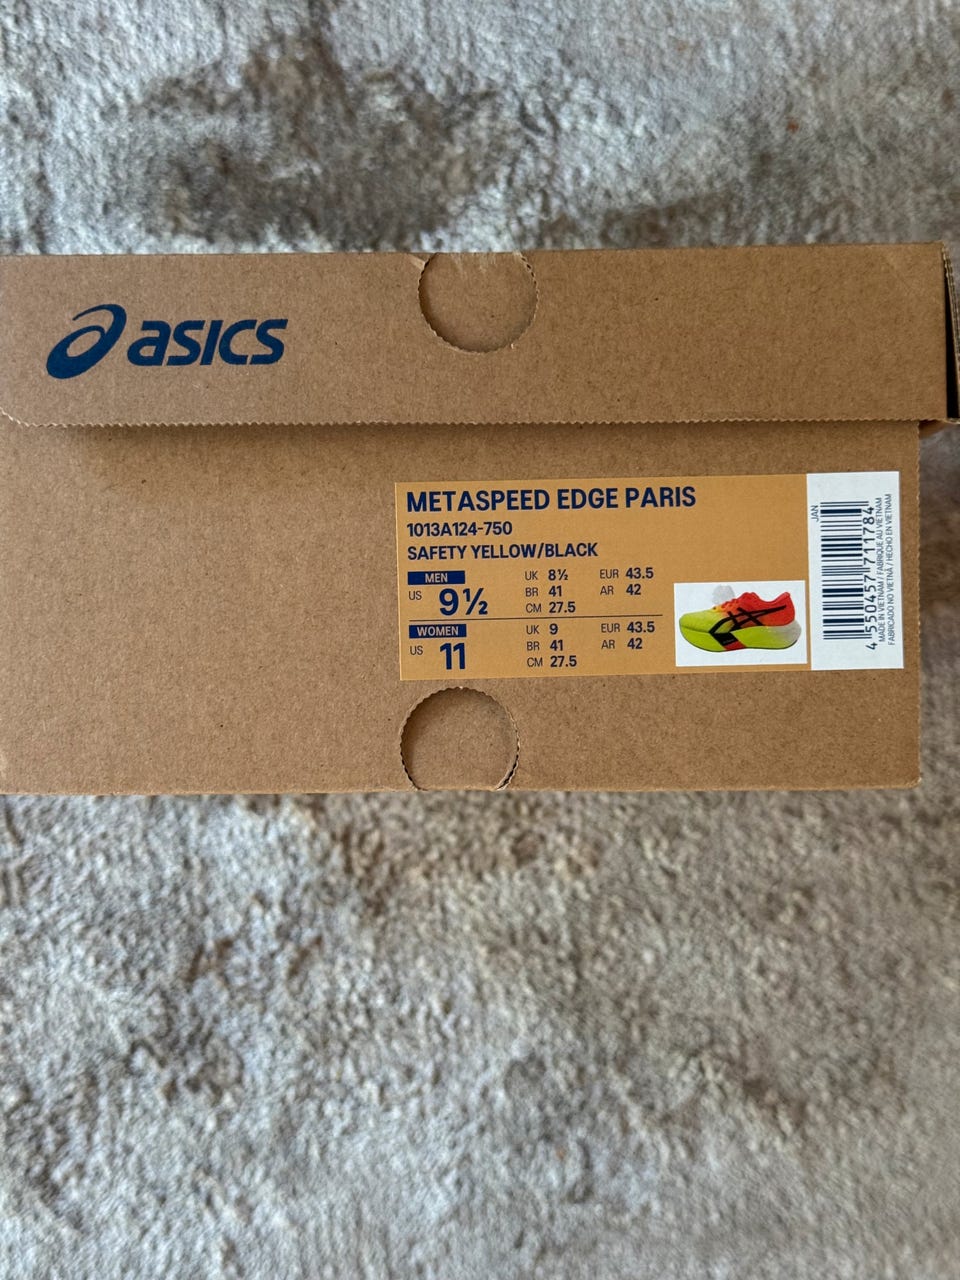 asics
METASPEED EDGE PARIS
1013A124-750
SAFETY YELLOW/BLACK
MEN
US 9½
UK 8½ EUR 43.5
BR 41 AR 42
CM 27.5
WOMEN
US 11
UK 9 EUR 43.5
BR 41 AR 42
CM 27.5
JAN
4 550457 711784
MADE IN VIETNAM / FABRIQUÉ AU VIETNAM
FABRICADO NO VIETNÃ / HECHO EN VIETNAM